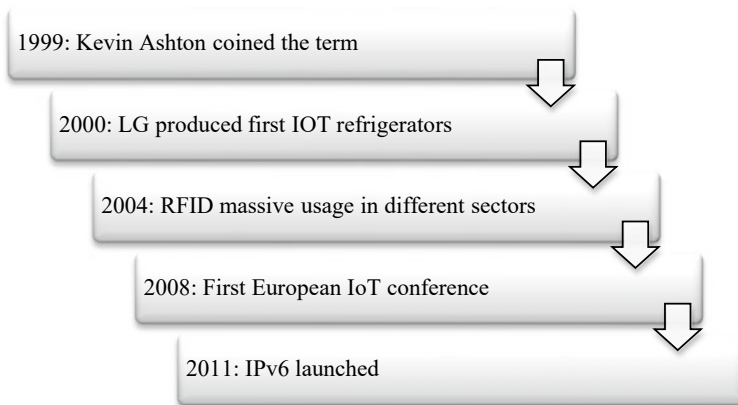 1999: Kevin Ashton coined the term
2000: LG produced first IOT refrigerators
2004: RFID massive usage in different sectors
2008: First European IoT conference
2011: IPv6 launched